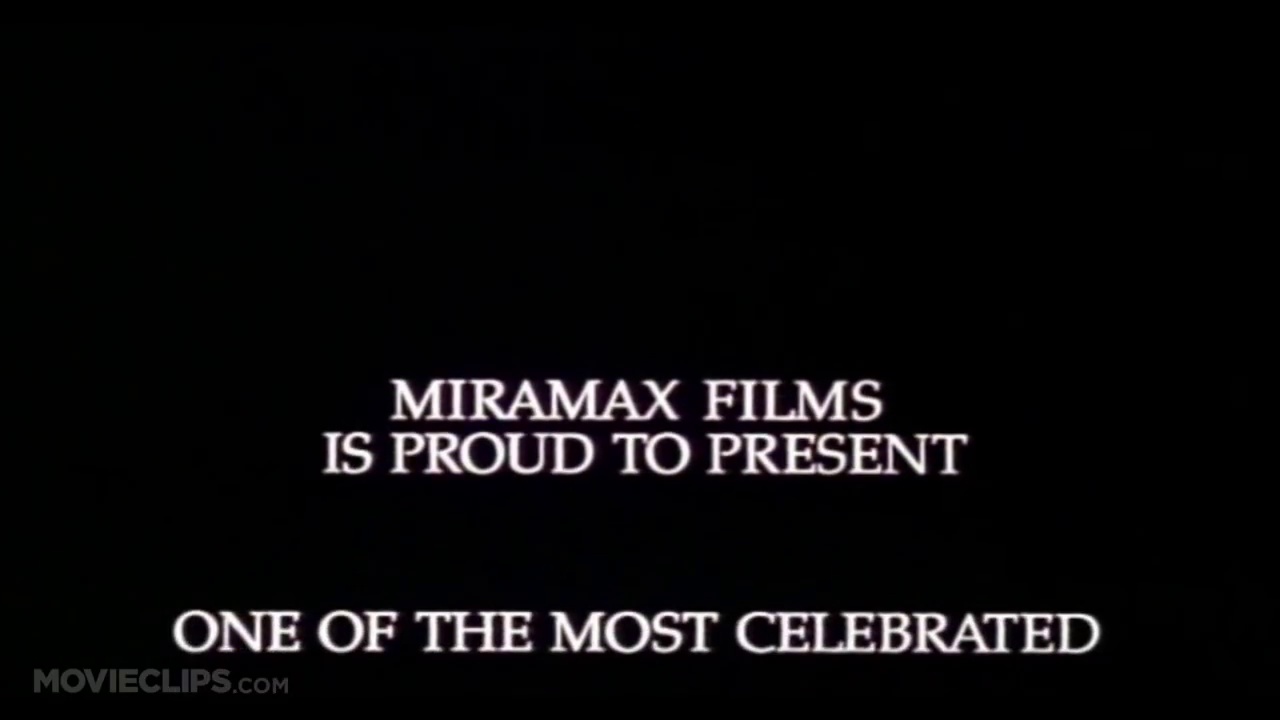 MIRAMAX FILMS
IS PROUD TO PRESENT
ONE OF THE MOST CELEBRATED
MOVIECLIPS.COM